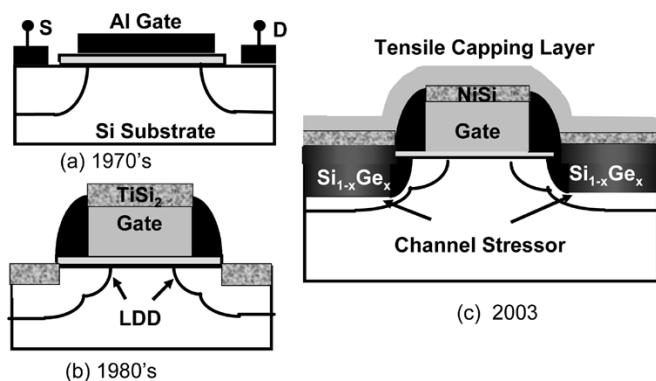 Al Gate
S
D
Si Substrate
(a) 1970's
TiSi₂
Gate
LDD
(b) 1980's
Tensile Capping Layer
NiSi
Gate
Si₁₋ₓGeₓ
Si₁₋ₓGeₓ
Channel Stressor
(c) 2003